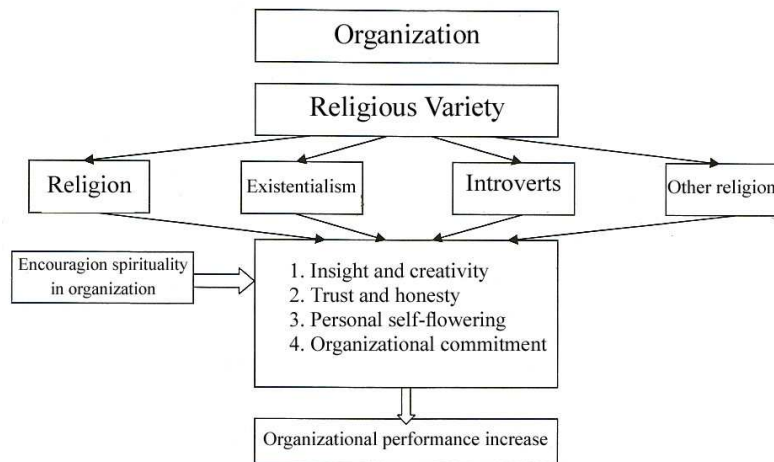 Organization
Religious Variety
Religion
Existentialism
Introverts
Other religion
Encouragion spirituality
in organization
1. Insight and creativity
2. Trust and honesty
3. Personal self-flowering
4. Organizational commitment
Organizational performance increase